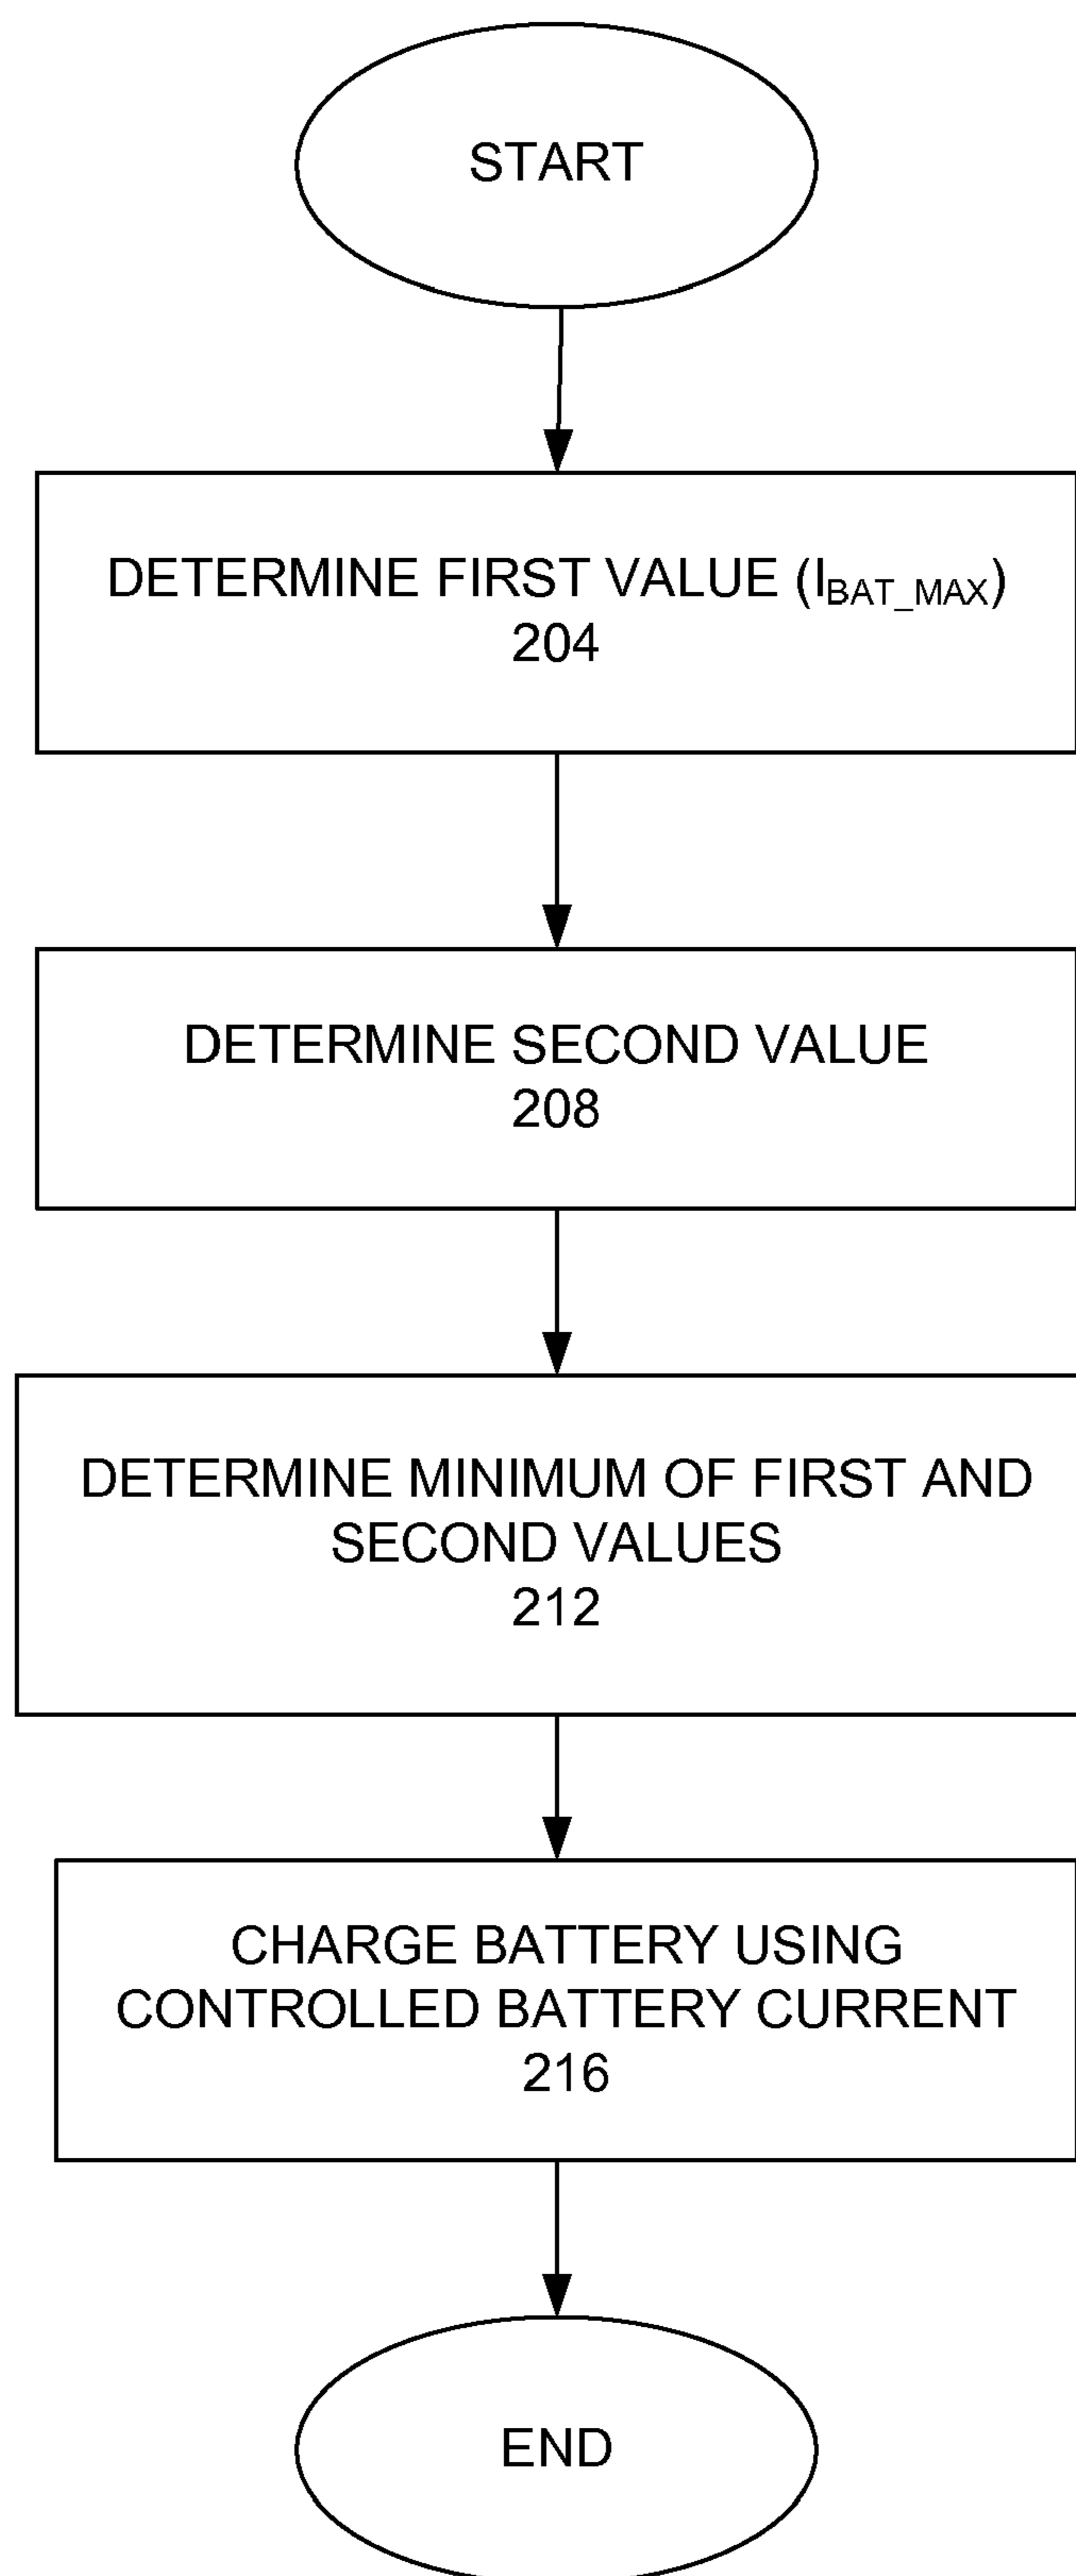 START
DETERMINE FIRST VALUE (I_BAT_MAX)
204
DETERMINE SECOND VALUE
208
DETERMINE MINIMUM OF FIRST AND
SECOND VALUES
212
CHARGE BATTERY USING
CONTROLLED BATTERY CURRENT
216
END